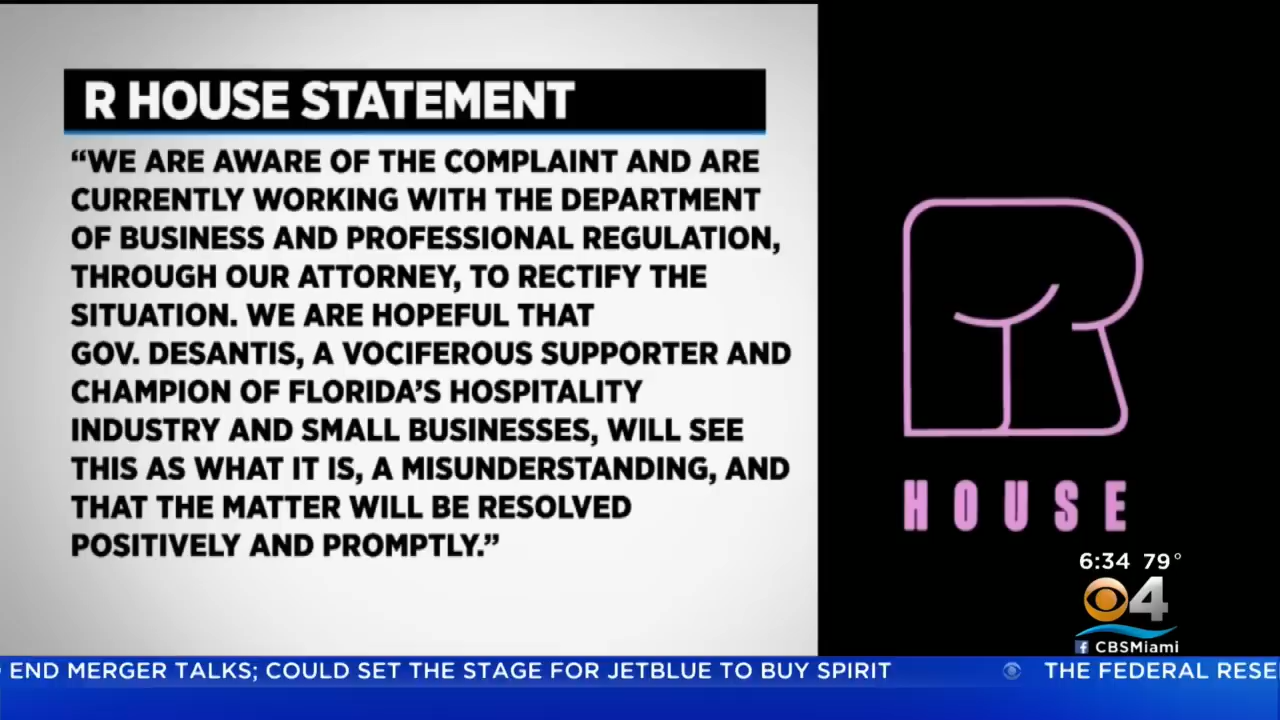 R HOUSE STATEMENT
“WE ARE AWARE OF THE COMPLAINT AND ARE
CURRENTLY WORKING WITH THE DEPARTMENT
OF BUSINESS AND PROFESSIONAL REGULATION,
THROUGH OUR ATTORNEY, TO RECTIFY THE
SITUATION. WE ARE HOPEFUL THAT
GOV. DESANTIS, A VOCIFEROUS SUPPORTER AND
CHAMPION OF FLORIDA’S HOSPITALITY
INDUSTRY AND SMALL BUSINESSES, WILL SEE
THIS AS WHAT IT IS, A MISUNDERSTANDING, AND
THAT THE MATTER WILL BE RESOLVED
POSITIVELY AND PROMPTLY.”
R
HOUSE
6:34 79°
4
CBSMiami
END MERGER TALKS; COULD SET THE STAGE FOR JETBLUE TO BUY SPIRIT THE FEDERAL RESE